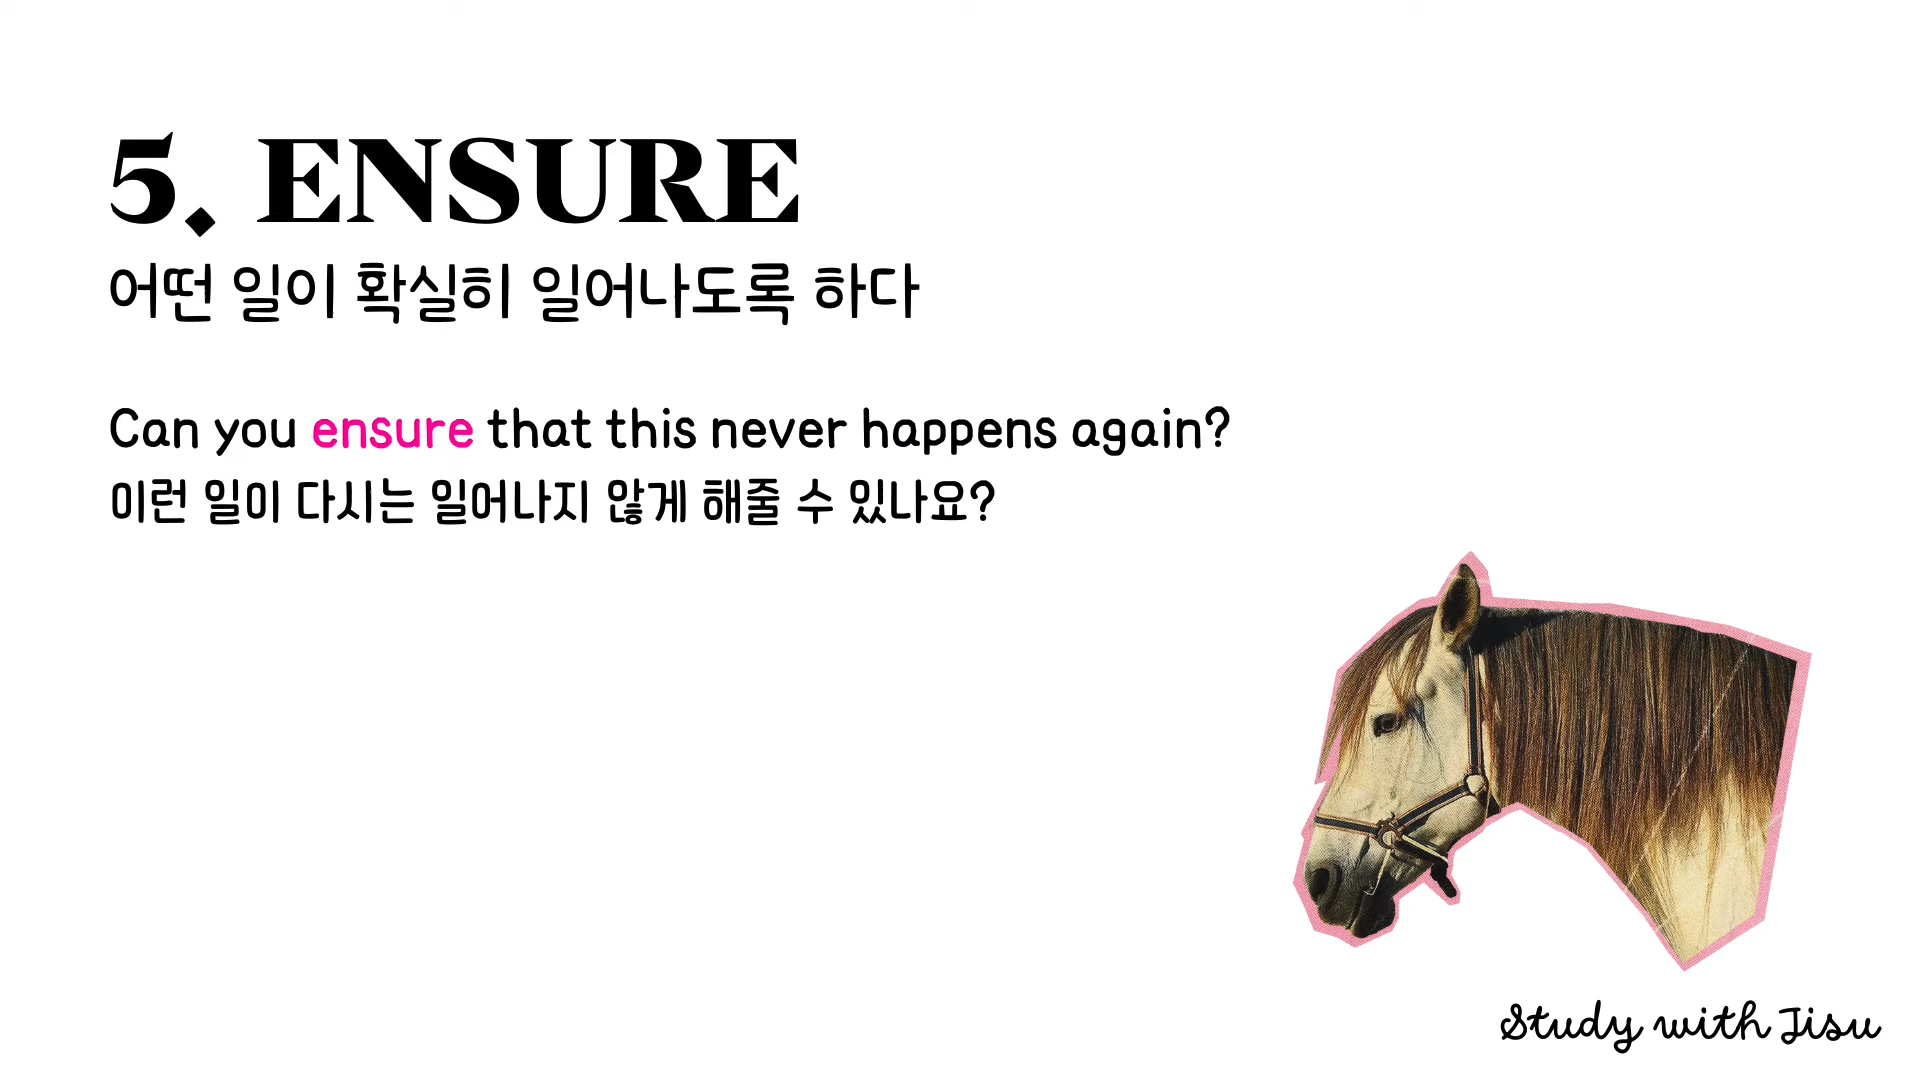 5. ENSURE
어떤 일이 확실히 일어나도록 하다
Can you ensure that this never happens again?
이런 일이 다시는 일어나지 않게 해줄 수 있나요?
Study with Jisu